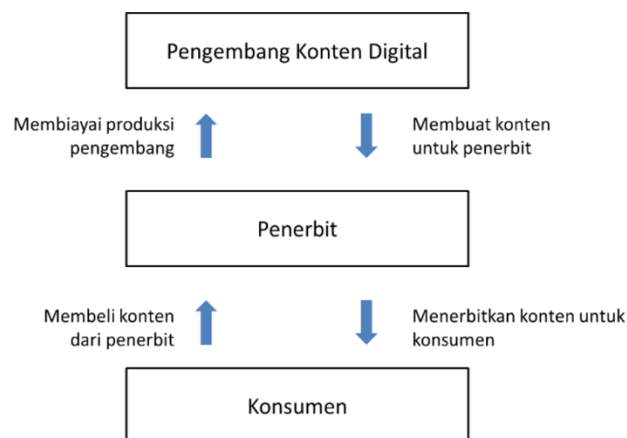 Pengembang Konten Digital
Membiayai produksi
pengembang
Membuat konten
untuk penerbit
Penerbit
Membeli konten
dari penerbit
Menerbitkan konten untuk
konsumen
Konsumen